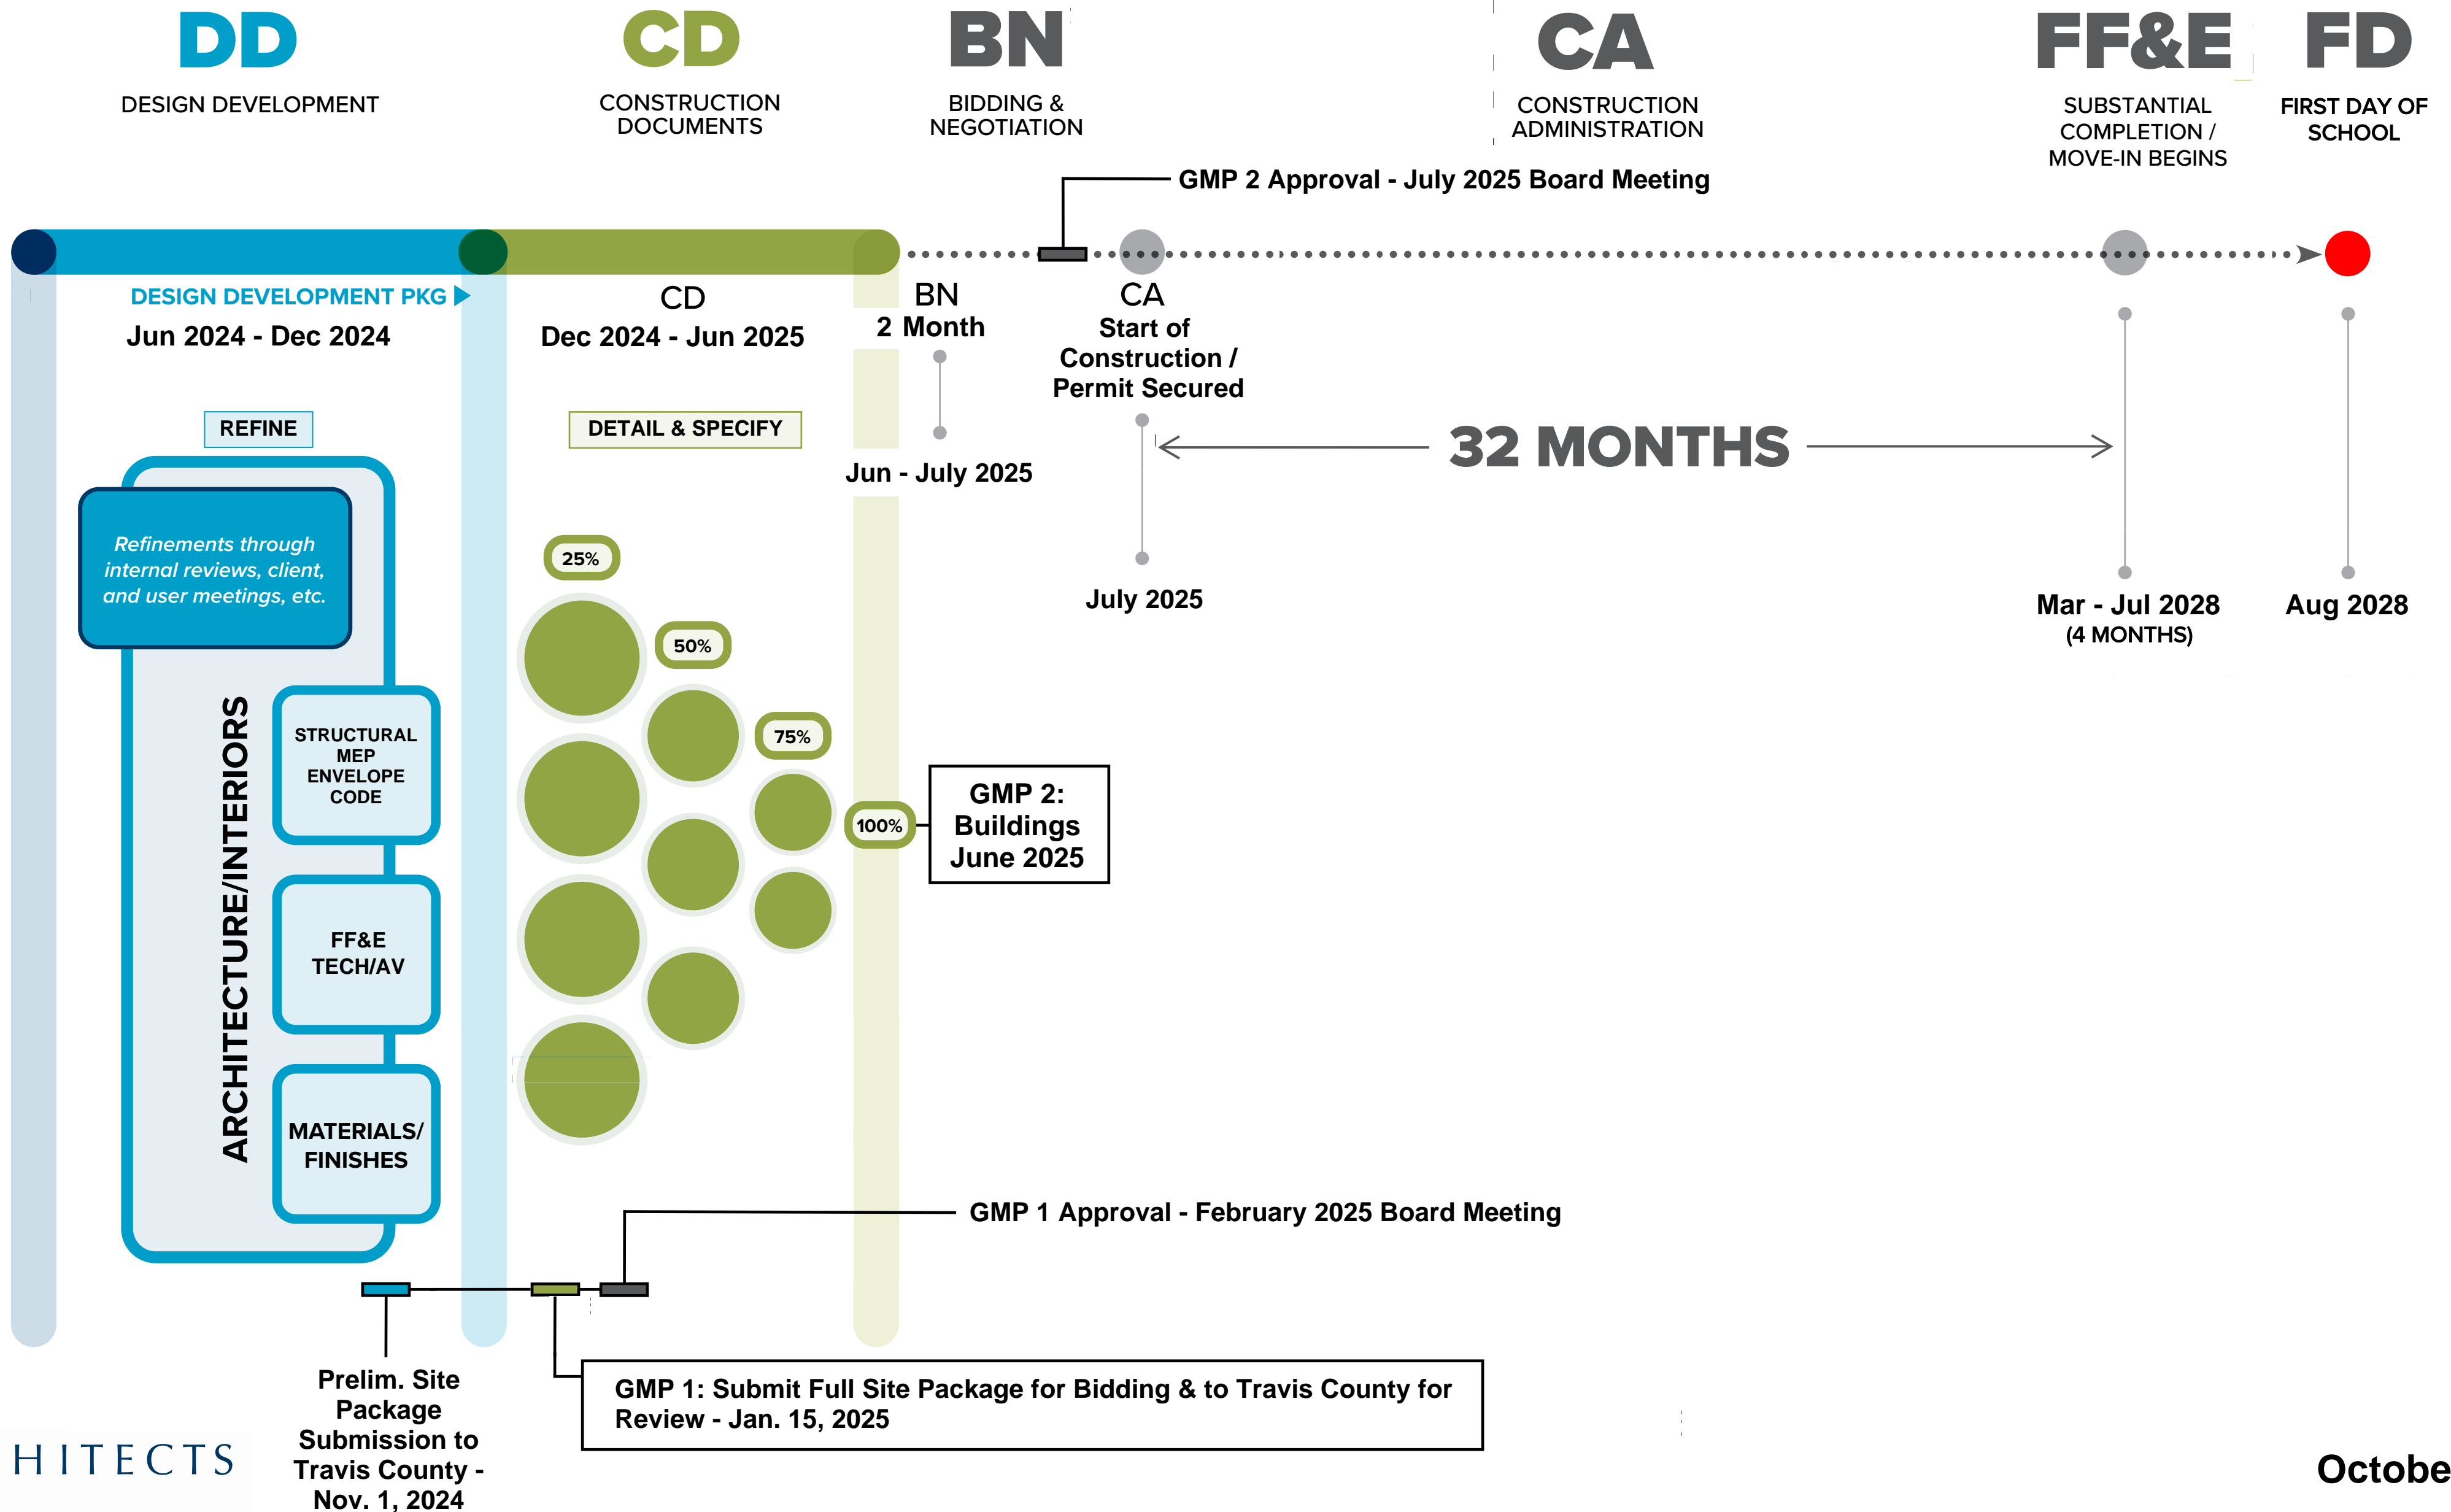 DD
DESIGN DEVELOPMENT
CD
CONSTRUCTION
DOCUMENTS
BN
BIDDING &
NEGOTIATION
CA
CONSTRUCTION
ADMINISTRATION
FF&E
SUBSTANTIAL
COMPLETION /
MOVE-IN BEGINS
FD
FIRST DAY OF
SCHOOL
GMP 2 Approval - July 2025 Board Meeting
DESIGN DEVELOPMENT PKG
Jun 2024 - Dec 2024
CD
Dec 2024 - Jun 2025
BN
2 Month
Jun - July 2025
CA
Start of
Construction /
Permit Secured
July 2025
32 MONTHS
Mar - Jul 2028
(4 MONTHS)
Aug 2028
REFINE
Refinements through
internal reviews, client,
and user meetings, etc.
ARCHITECTURE/INTERIORS
STRUCTURAL
MEP
ENVELOPE
CODE
FF&E
TECH/AV
MATERIALS/
FINISHES
DETAIL & SPECIFY
25%
50%
75%
100%
GMP 2:
Buildings
June 2025
GMP 1 Approval - February 2025 Board Meeting
Prelim. Site
Package
Submission to
Travis County -
Nov. 1, 2024
GMP 1: Submit Full Site Package for Bidding & to Travis County for
Review - Jan. 15, 2025
HITECTS
Octobe